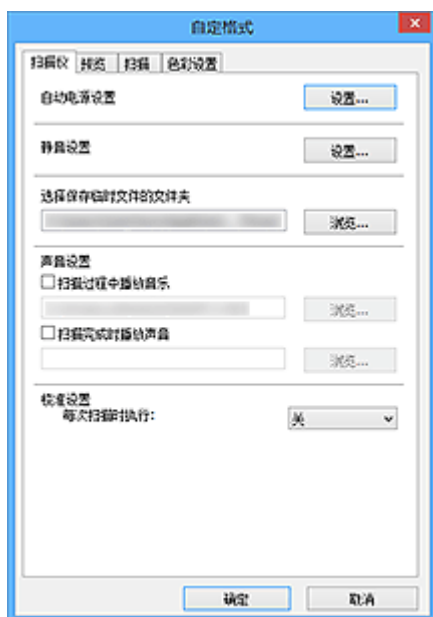 自定格式
扫描仪 预览 扫描 色彩设置
自动电源设置 设置...
静音设置 设置...
选择保存临时文件的文件夹
浏览...
声音设置
扫描过程中播放音乐
浏览...
扫描完成时播放声音
浏览...
校准设置
每次扫描时执行: 关
确定 取消